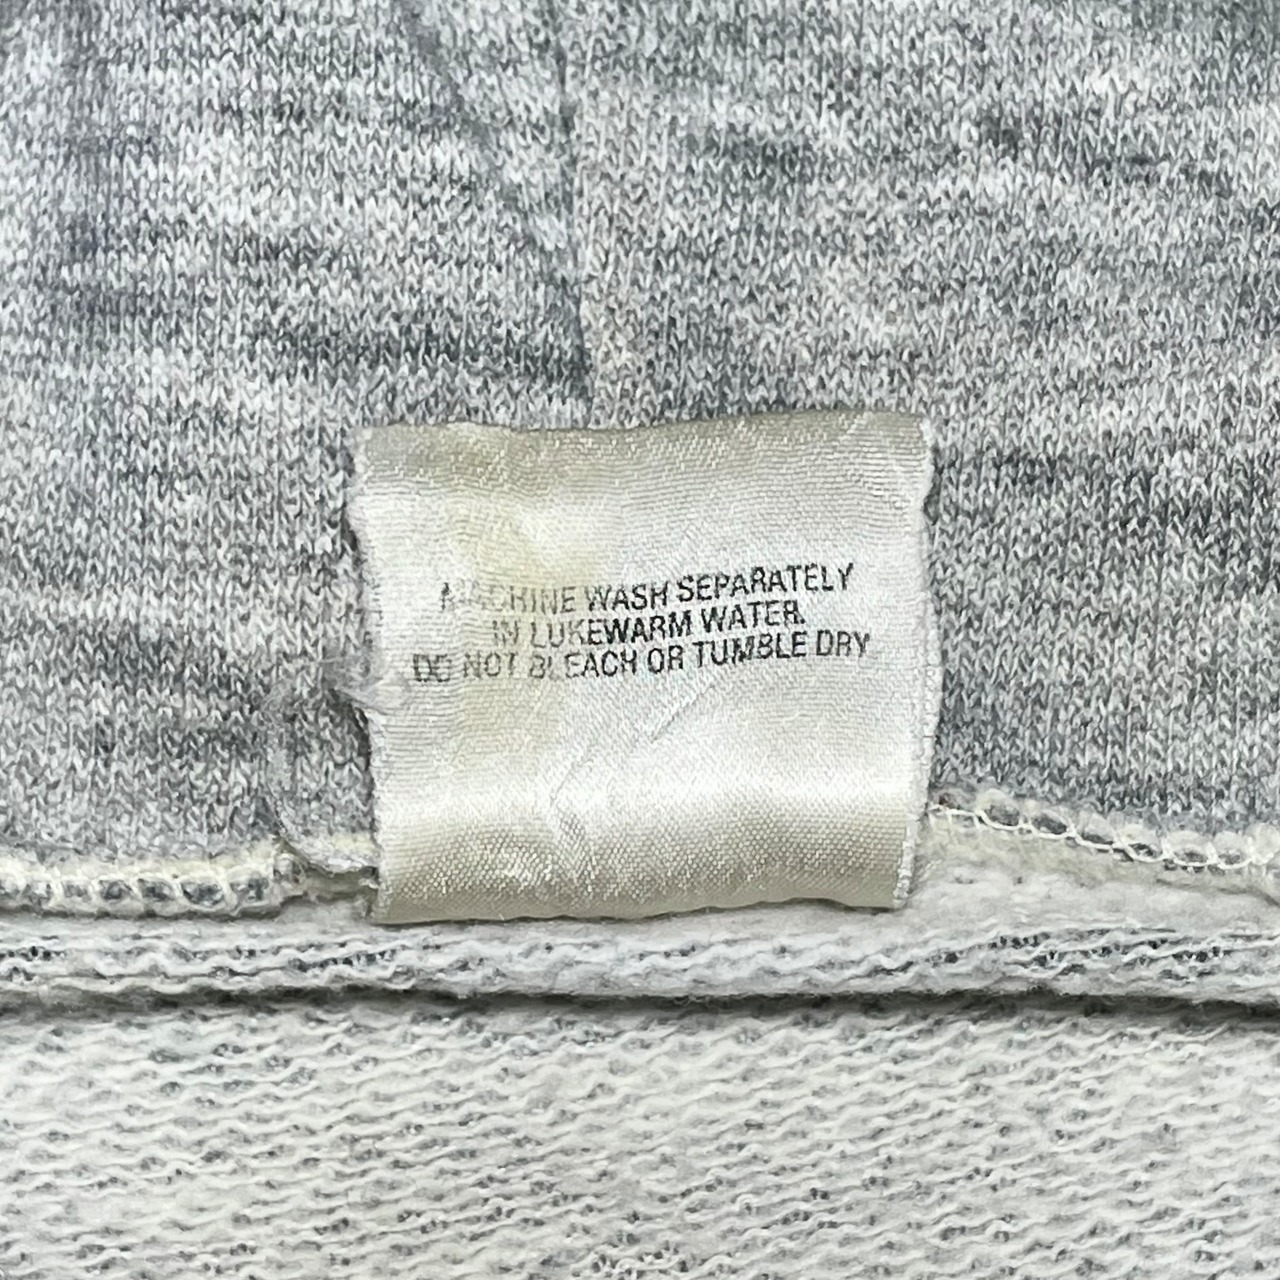 MACHINE WASH SEPARATELY
IN LUKEWARM WATER.
DO NOT BLEACH OR TUMBLE DRY